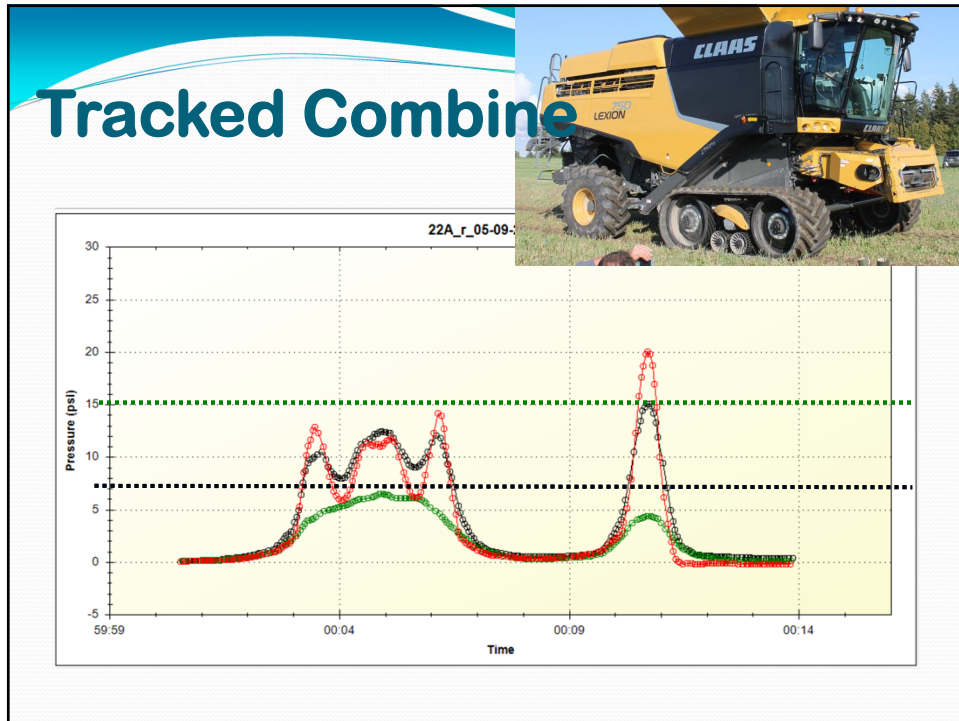 Tracked Combine
CLAAS
750
LEXION
CLAAS
22A_r_05-09-
30
25
20
15
10
5
0
-5
Pressure (psi)
59:59
00:04
00:09
00:14
Time